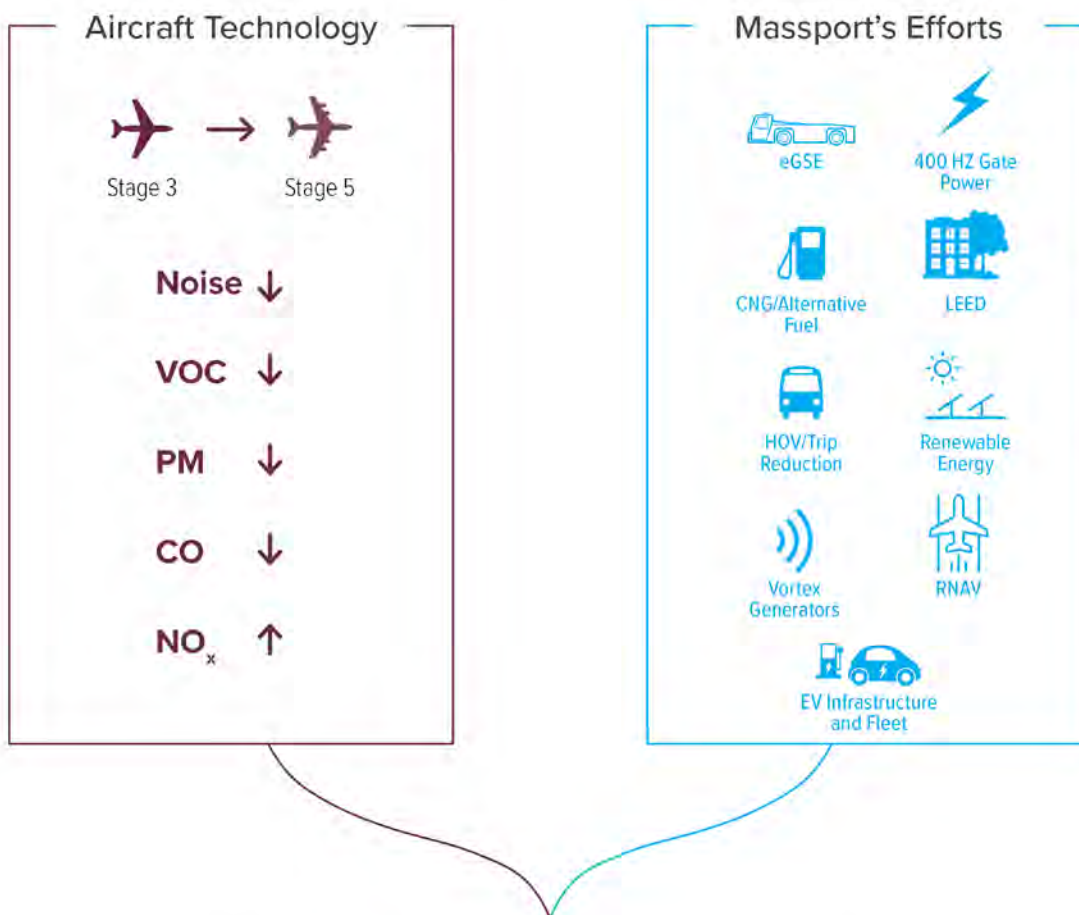 Aircraft Technology
Stage 3
Stage 5
Noise ↓
VOC ↓
PM ↓
CO ↓
NOx ↑
Massport’s Efforts
eGSE
400 HZ Gate
Power
CNG/Alternative
Fuel
LEED
HOV/Trip
Reduction
Renewable
Energy
Vortex
Generators
RNAV
EV Infrastructure
and Fleet